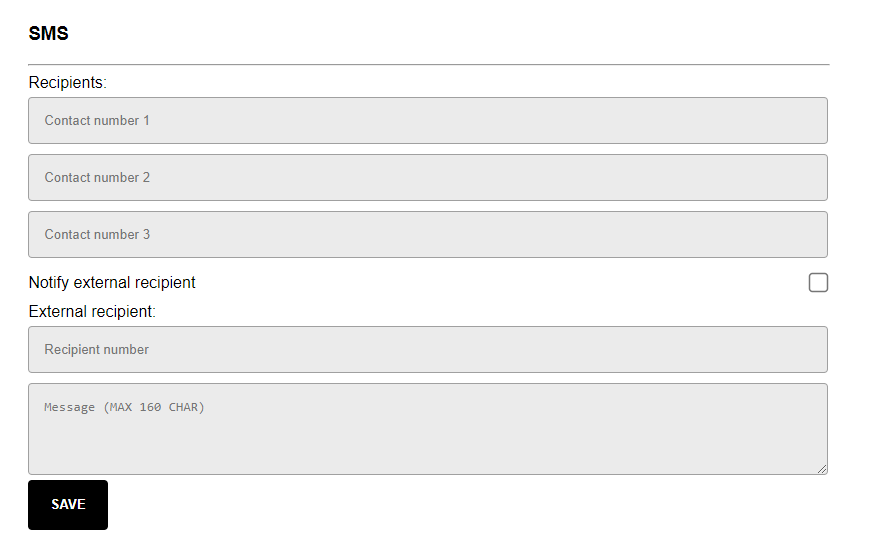 SMS
Recipients:
Contact number 1
Contact number 2
Contact number 3
Notify external recipient
External recipient:
Recipient number
Message (MAX 160 CHAR)
SAVE